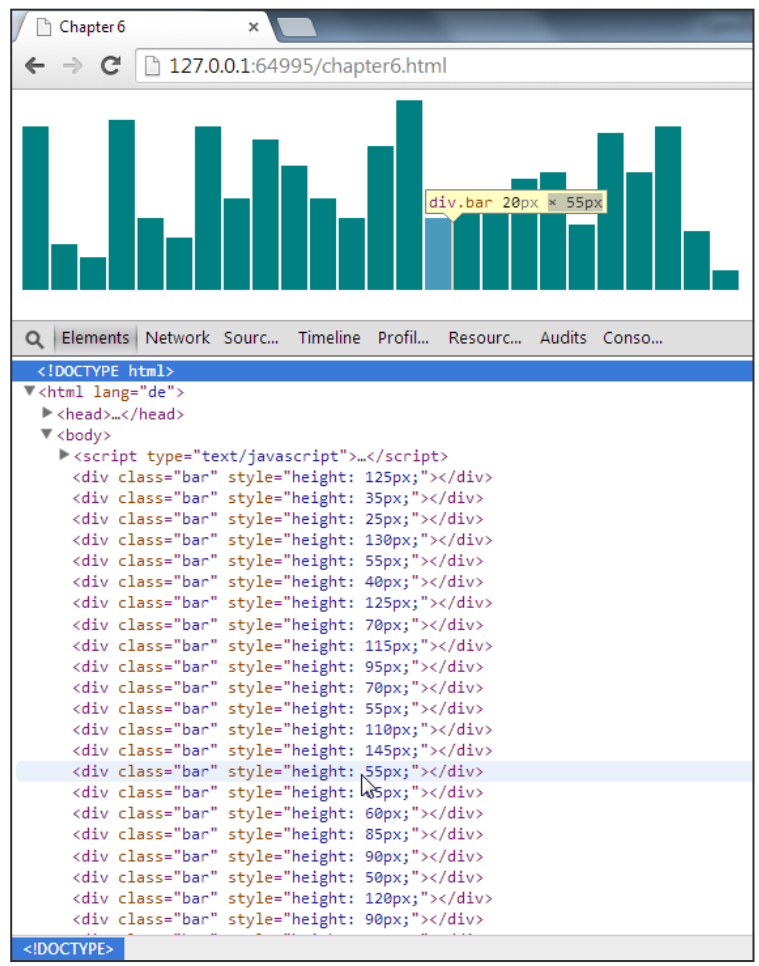 Chapter 6 ×
127.0.0.1:64995/chapter6.html
div.bar 20px × 55px
Elements Network Sourc... Timeline Profil... Resourc... Audits Conso...
<!DOCTYPE html>
<html lang="de">
<head>…</head>
<body>
<script type="text/javascript">…</script>
<div class="bar" style="height: 125px;"></div>
<div class="bar" style="height: 35px;"></div>
<div class="bar" style="height: 25px;"></div>
<div class="bar" style="height: 130px;"></div>
<div class="bar" style="height: 55px;"></div>
<div class="bar" style="height: 40px;"></div>
<div class="bar" style="height: 125px;"></div>
<div class="bar" style="height: 70px;"></div>
<div class="bar" style="height: 115px;"></div>
<div class="bar" style="height: 95px;"></div>
<div class="bar" style="height: 70px;"></div>
<div class="bar" style="height: 55px;"></div>
<div class="bar" style="height: 110px;"></div>
<div class="bar" style="height: 145px;"></div>
<div class="bar" style="height: 55px;"></div>
<div class="bar" style="height:
<div class="bar" style="height: 60px;"></div>
<div class="bar" style="height: 85px;"></div>
<div class="bar" style="height: 90px;"></div>
<div class="bar" style="height: 50px;"></div>
<div class="bar" style="height: 120px;"></div>
<div class="bar" style="height: 90px;"></div>
<!DOCTYPE>